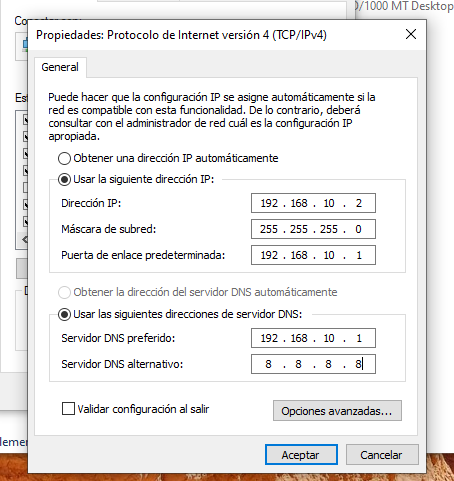 0/1000 MT Desktop
Propiedades: Protocolo de Internet versión 4 (TCP/IPv4)
General
Puede hacer que la configuración IP se asigne automáticamente si la
red es compatible con esta funcionalidad. De lo contrario, deberá
consultar con el administrador de red cuál es la configuración IP
apropiada.
Obtener una dirección IP automáticamente
Usar la siguiente dirección IP:
Dirección IP: 192 . 168 . 10 . 2
Máscara de subred: 255 . 255 . 255 . 0
Puerta de enlace predeterminada: 192 . 168 . 10 . 1
Obtener la dirección del servidor DNS automáticamente
Usar las siguientes direcciones de servidor DNS:
Servidor DNS preferido: 192 . 168 . 10 . 1
Servidor DNS alternativo: 8 . 8 . 8 . 8
Validar configuración al salir
Opciones avanzadas...
Aceptar Cancelar